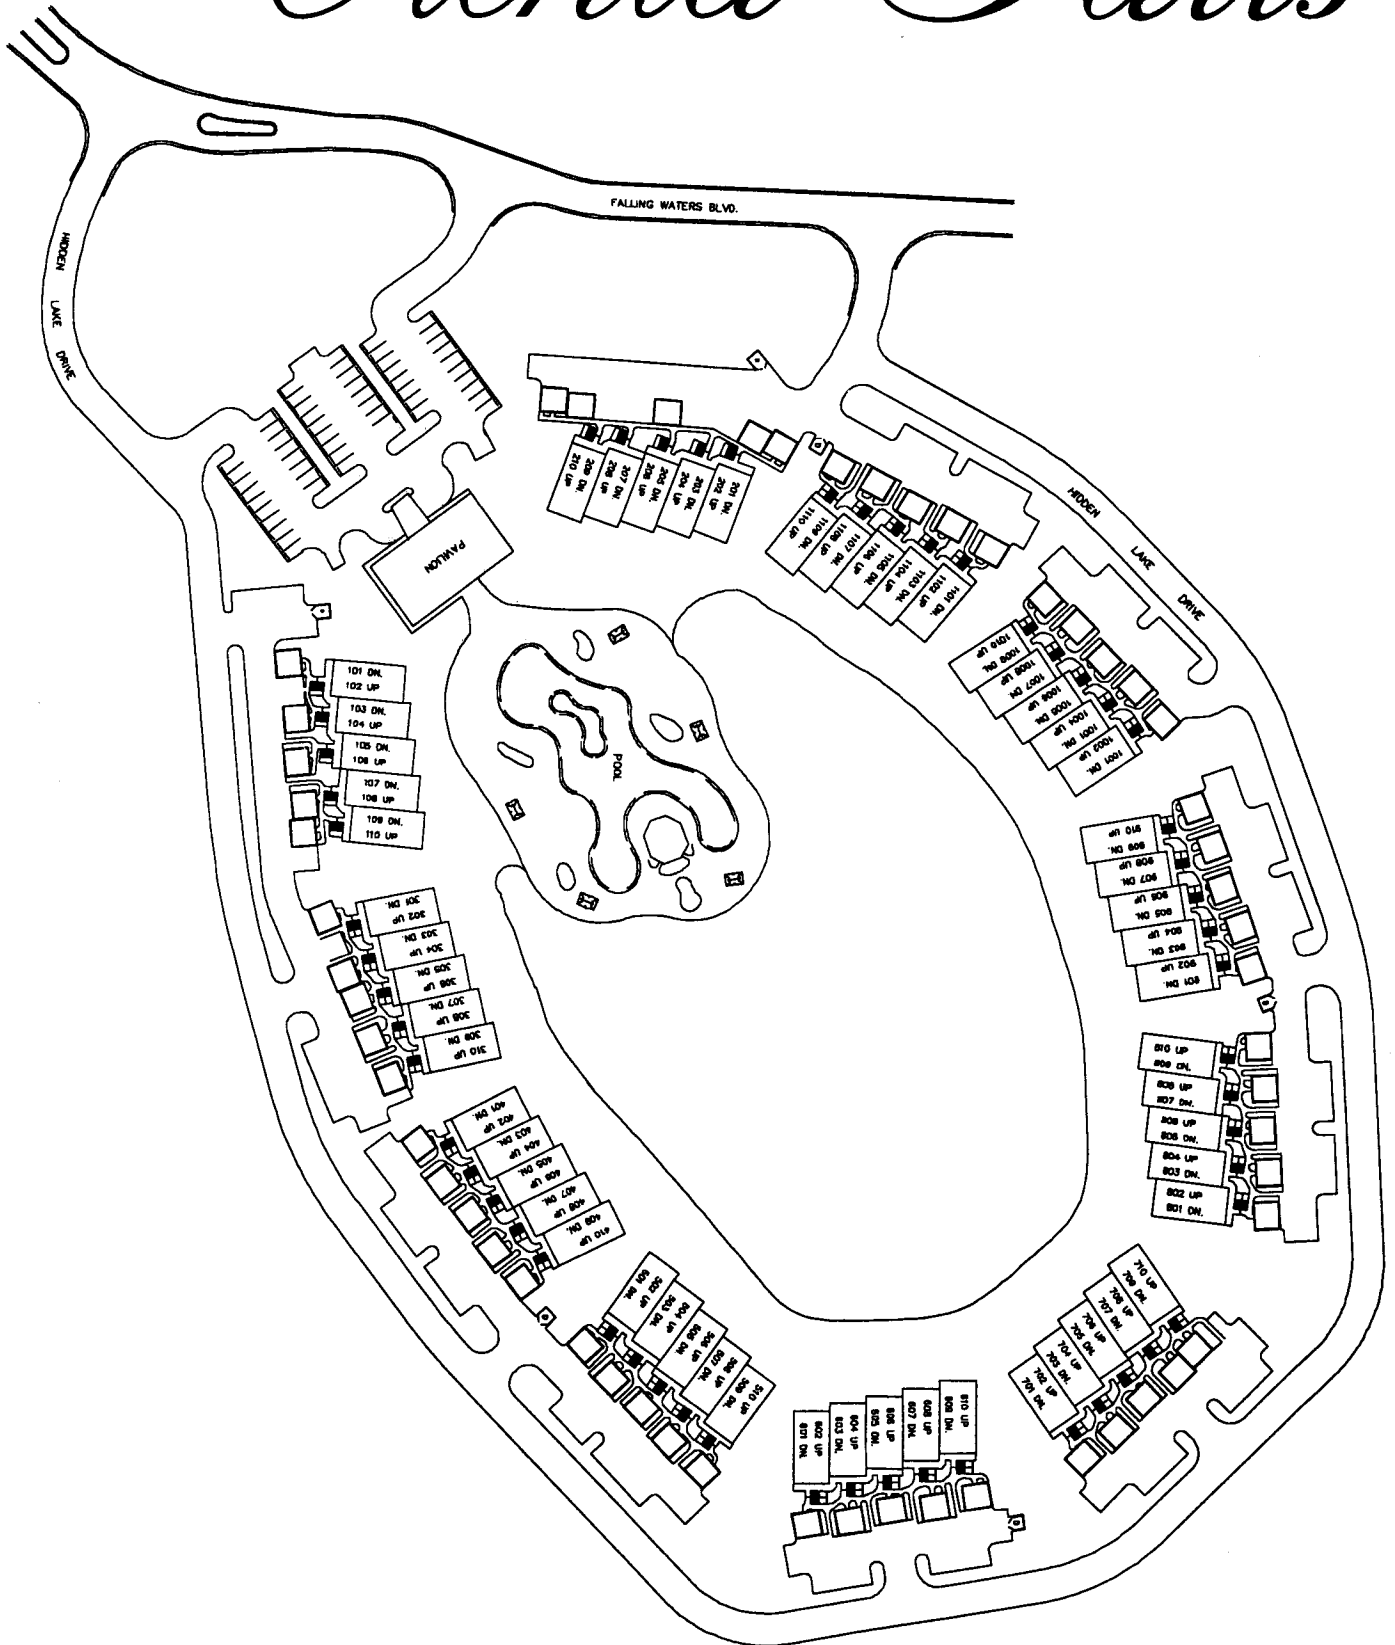 FALLING WATERS BLVD.
HIDDEN LAKE DRIVE
PAVILION
POOL
HIDDEN LAKE DRIVE
210 UP
209 DN.
208 UP
207 DN.
206 UP
205 DN.
204 UP
203 DN.
202 UP
201 DN.
1110 UP
1109 DN.
1108 UP
1107 DN.
1106 UP
1105 DN.
1104 UP
1103 DN.
1102 UP
1101 DN.
1010 UP
1009 DN.
1008 UP
1007 DN
1006 UP
1005 DN.
1004 UP
1002 UP
1001 DN.
101 DN.
102 UP
103 DN.
104 UP
105 DN.
106 UP
107 DN.
108 UP
109 DN.
110 UP
910 UP
909 DN.
908 UP
907 DN.
906 UP
905 DN.
904 UP
903 DN.
902 UP
901 DN.
301 DN.
302 UP
303 DN.
304 UP
305 DN.
306 UP
307 DN.
308 UP
309 DN.
310 UP
810 UP
809 DN.
808 UP
807 DN.
806 UP
805 DN.
804 UP
803 DN.
802 UP
801 DN.
401 DN.
402 UP
403 DN.
404 UP
405 DN.
406 UP
407 DN.
408 UP
409 DN.
410 UP
501 DN.
502 UP
503 DN.
504 UP
505 DN.
506 UP
507 DN.
508 UP
509 DN.
510 UP
710 UP
709 DN.
708 UP
707 DN.
706 UP
705 DN.
704 UP
703 DN.
702 UP
701 DN.
601 DN.
602 UP
603 DN.
604 UP
605 DN.
606 UP
607 DN.
608 UP
609 DN.
610 UP